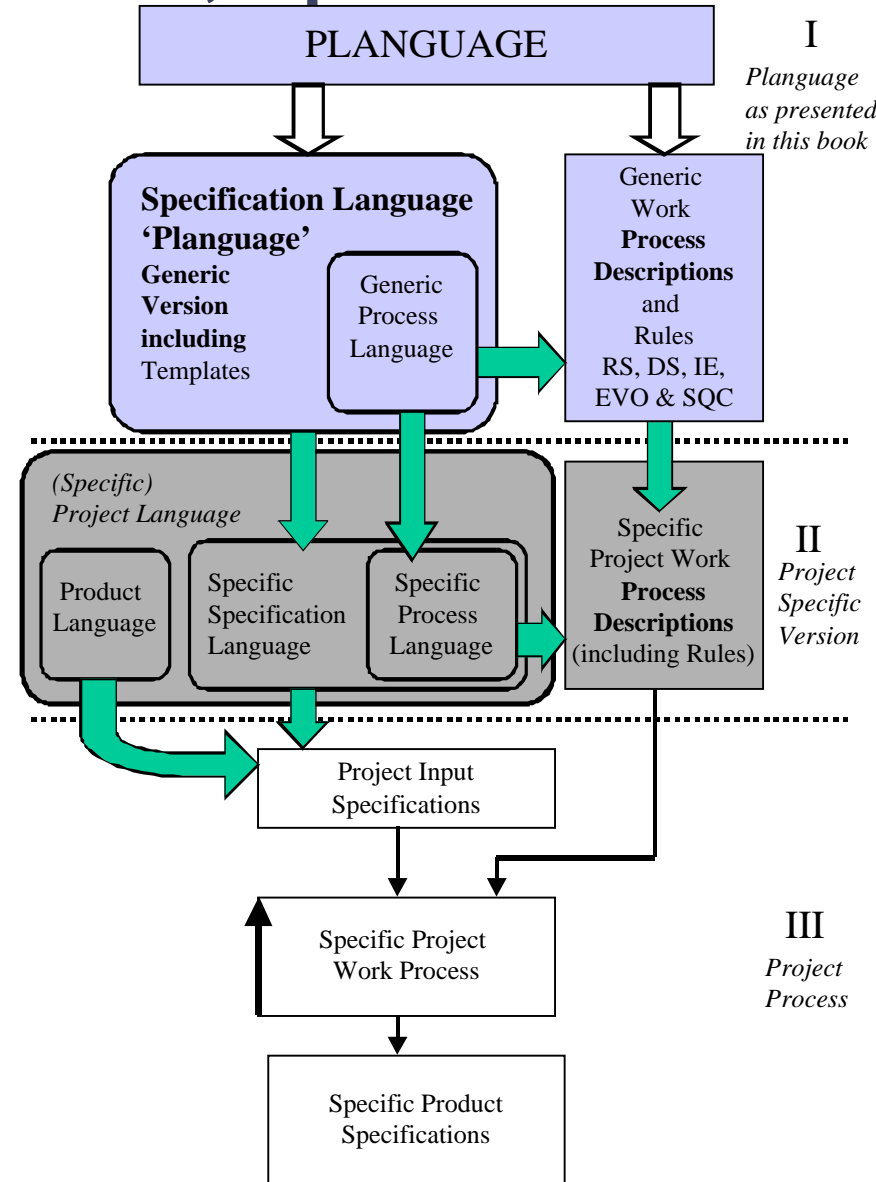 PLANGUAGE
I
Planguage
as presented
in this book
Specification Language
‘Planguage’
Generic
Version
including
Templates
Generic
Process
Language
Generic
Work
Process
Descriptions
and
Rules
RS, DS, IE,
EVO & SQC
(Specific)
Project Language
Product
Language
Specific
Specification
Language
Specific
Process
Language
Specific
Project Work
Process
Descriptions
(including Rules)
II
Project
Specific
Version
Project Input
Specifications
Specific Project
Work Process
III
Project
Process
Specific Product
Specifications